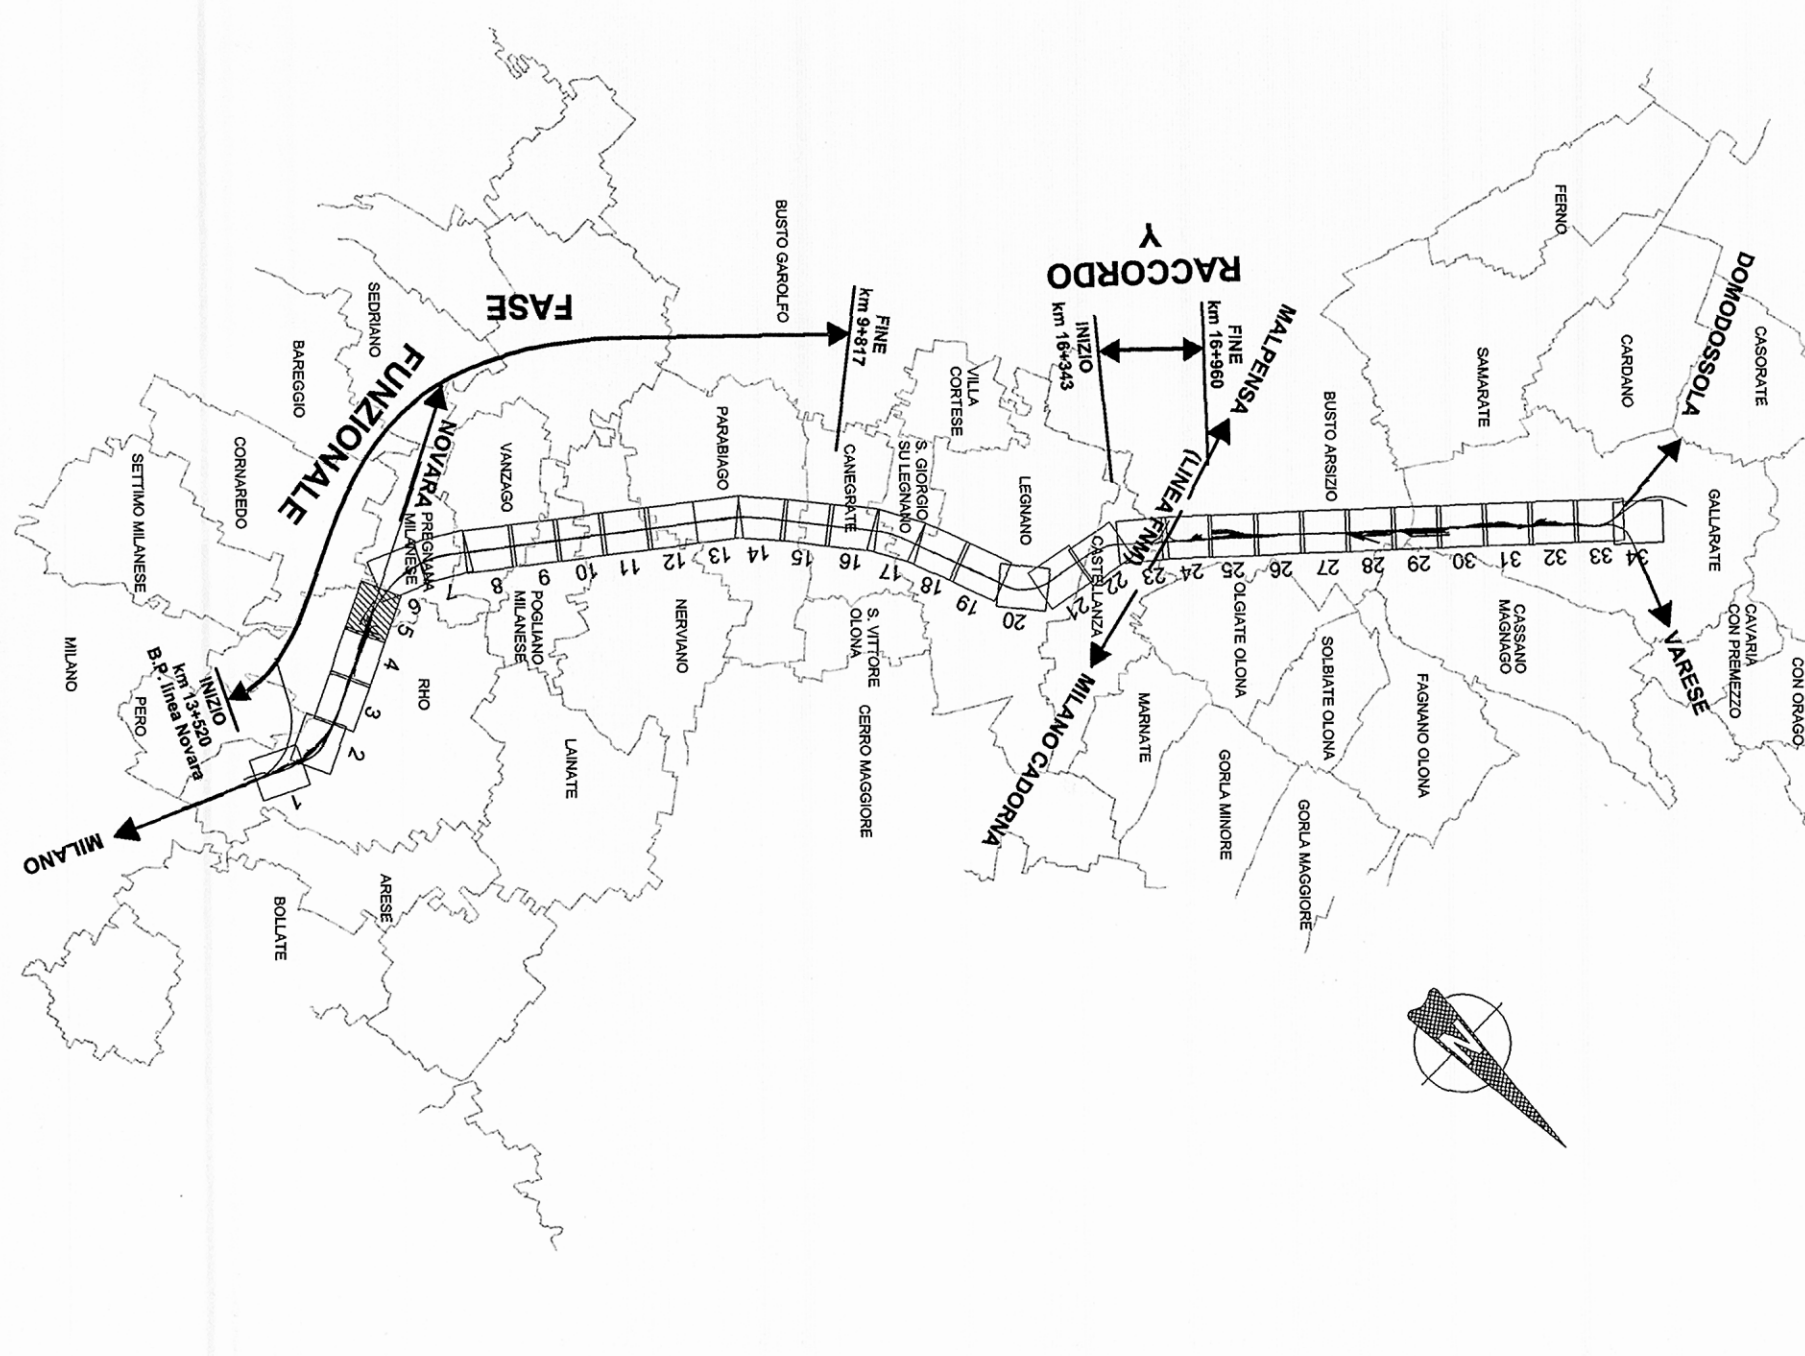 FERNO
BUSTO GAROLFO
SEDRIANO
BAREGGIO
FASE
FUNZIONALE
FINE
km 9+817
RACCORDO
Y
INIZIO
km 16+343
FINE
km 16+960
MALPENSA
(LINEA FNM)
MILANO CADORNA
DOMODOSSOLA
CASORATE
CARDANO
SAMARATE
BUSTO ARSIZIO
GALLARATE
VILLA
CORTESE
S. GIORGIO
SU LEGNANO
LEGNANO
CANEGRATE
PARABIAGO
VANZAGO
NOVARA
PREGNANA
MILANESE
CORNAREDO
SETTIMO MILANESE
MILANO
PERO
INIZIO
km 13+520
B.P. linea Novara
RHO
POGLIANO
MILANESE
NERVIANO
LAINATE
S. VITTORE
OLONA
CERRO MAGGIORE
CASTELLANZA
MARNATE
OLGIATE OLONA
GORLA MINORE
SOLBIATE OLONA
GORLA MAGGIORE
FAGNANO OLONA
CASSANO
MAGNAGO
VARESE
CAVARIA
CON PREMEZZO
CON ORAGO
MILANO
BOLLATE
ARESE
1
2
3
4
5
6
7
8
9
10
11
12
13
14
15
16
17
18
19
20
21
22
23
24
25
26
27
28
29
30
31
32
33
34
N